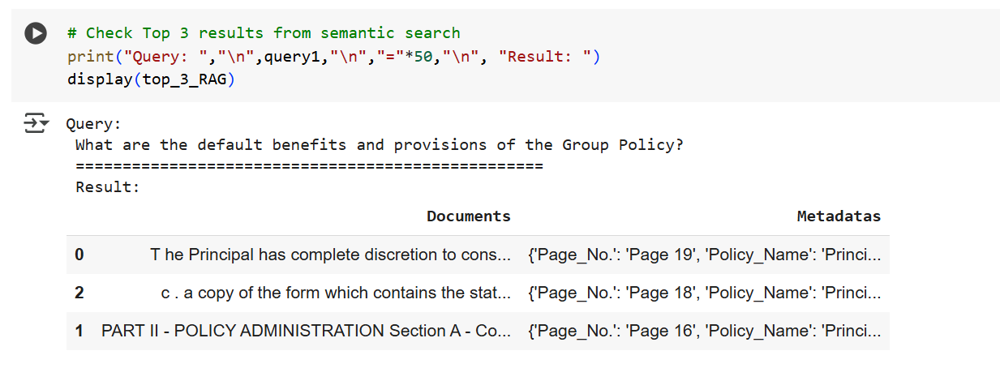 # Check Top 3 results from semantic search
print("Query: ","\n",query1,"\n","="*50,"\n", "Result: ")
display(top_3_RAG)
Query:
What are the default benefits and provisions of the Group Policy?
==================================================
Result:
Documents Metadatas
0 T he Principal has complete discretion to cons... {'Page_No.': 'Page 19', 'Policy_Name': 'Princi...
2 c . a copy of the form which contains the stat... {'Page_No.': 'Page 18', 'Policy_Name': 'Princi...
1 PART II - POLICY ADMINISTRATION Section A - Co... {'Page_No.': 'Page 16', 'Policy_Name': 'Princi...